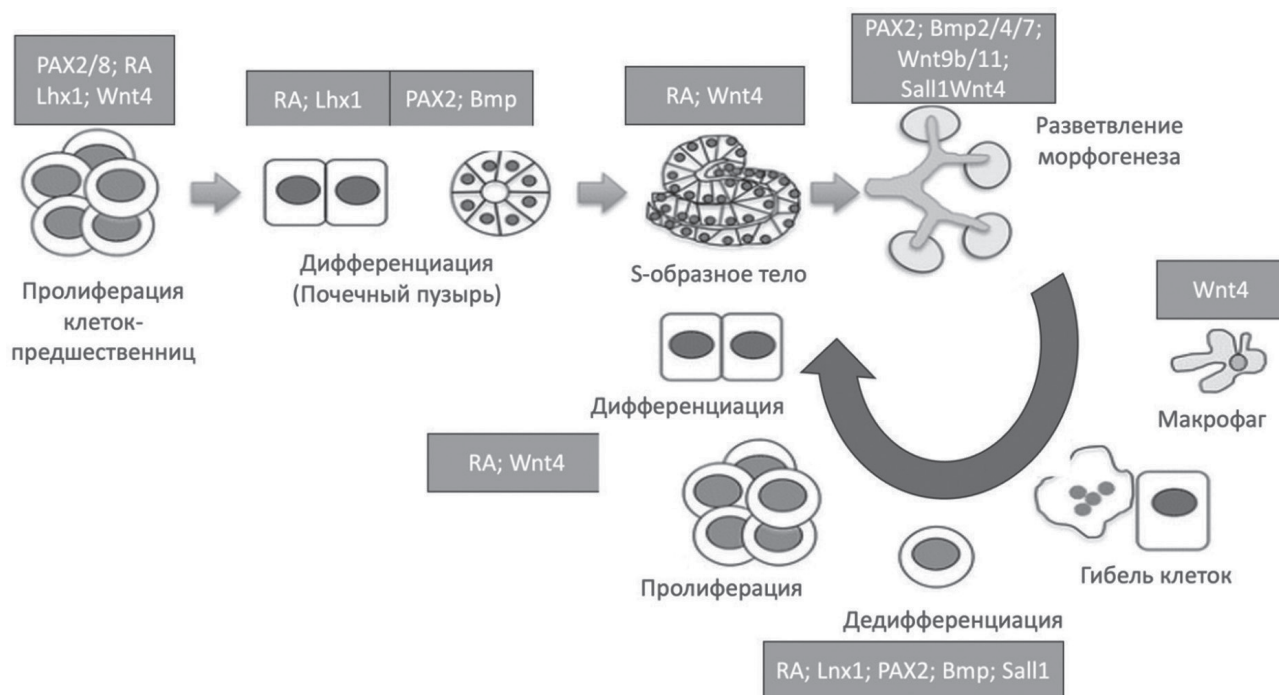 PAX2/8; RA
Lhx1; Wnt4
RA; Lhx1
PAX2; Bmp
RA; Wnt4
PAX2; Bmp2/4/7;
Wnt9b/11;
Sall1Wnt4
Разветвление
морфогенеза
Пролиферация
клеток-
предшественниц
Дифференциация
(Почечный пузырь)
S-образное тело
Wnt4
Макрофаг
Дифференциация
RA; Wnt4
Пролиферация
Гибель клеток
Дедифференциация
RA; Lnx1; PAX2; Bmp; Sall1